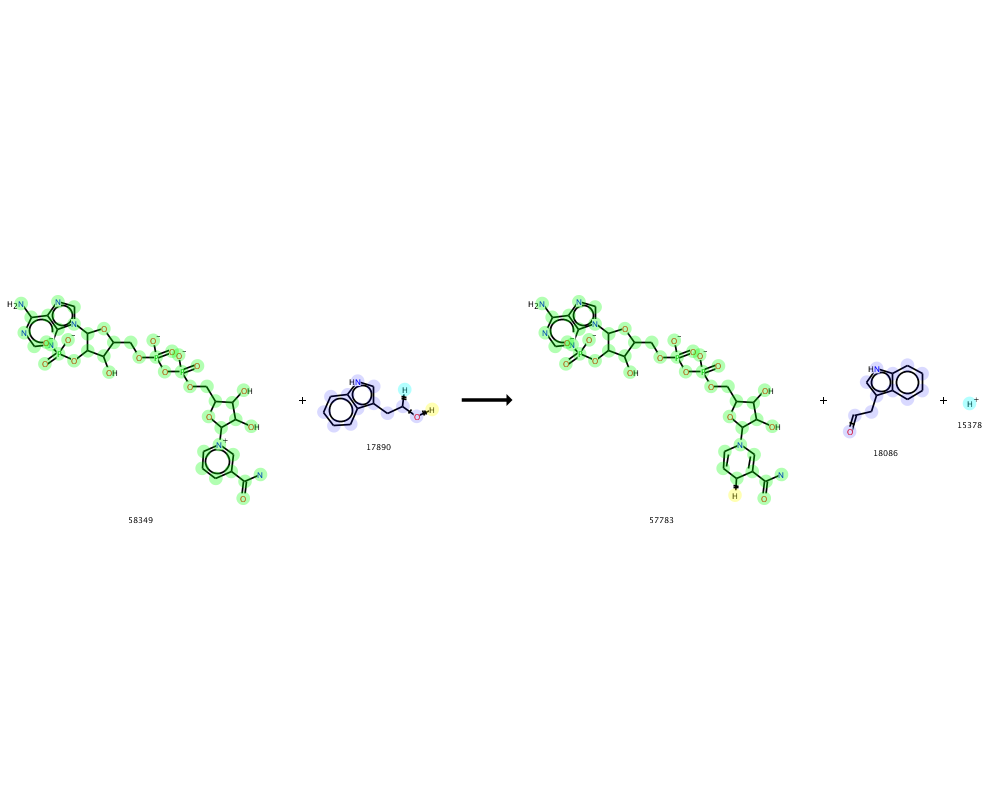 H2N N N N N O O⁻ O⁻ P O O OH O O⁻ P O O⁻ P O O O OH O OH N⁺ N O
58349
+
HN H O H
17890
H2N N N N N O O⁻ O⁻ P O O OH O O⁻ P O O⁻ P O O O OH O OH N N O H
57783
+
HN O
18086
+
H⁺
15378